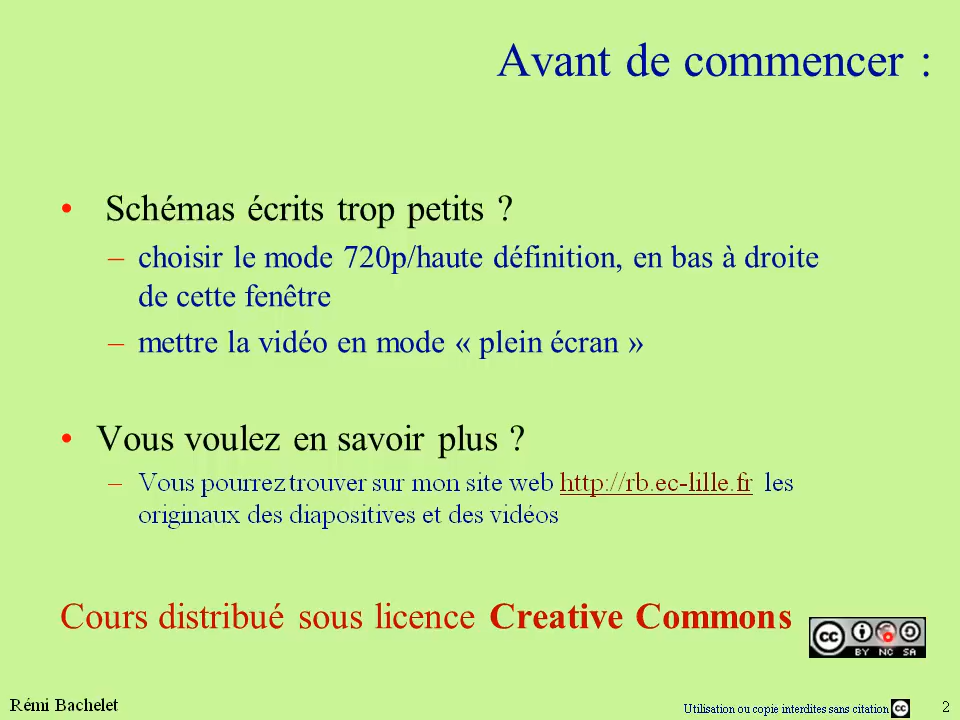 Avant de commencer :
• Schémas écrits trop petits ?
– choisir le mode 720p/haute définition, en bas à droite
de cette fenêtre
– mettre la vidéo en mode « plein écran »
• Vous voulez en savoir plus ?
– Vous pourrez trouver sur mon site web http://rb.ec-lille.fr les
originaux des diapositives et des vidéos
Cours distribué sous licence Creative Commons
cc BY NC SA
Rémi Bachelet
Utilisation ou copie interdites sans citation cc
2